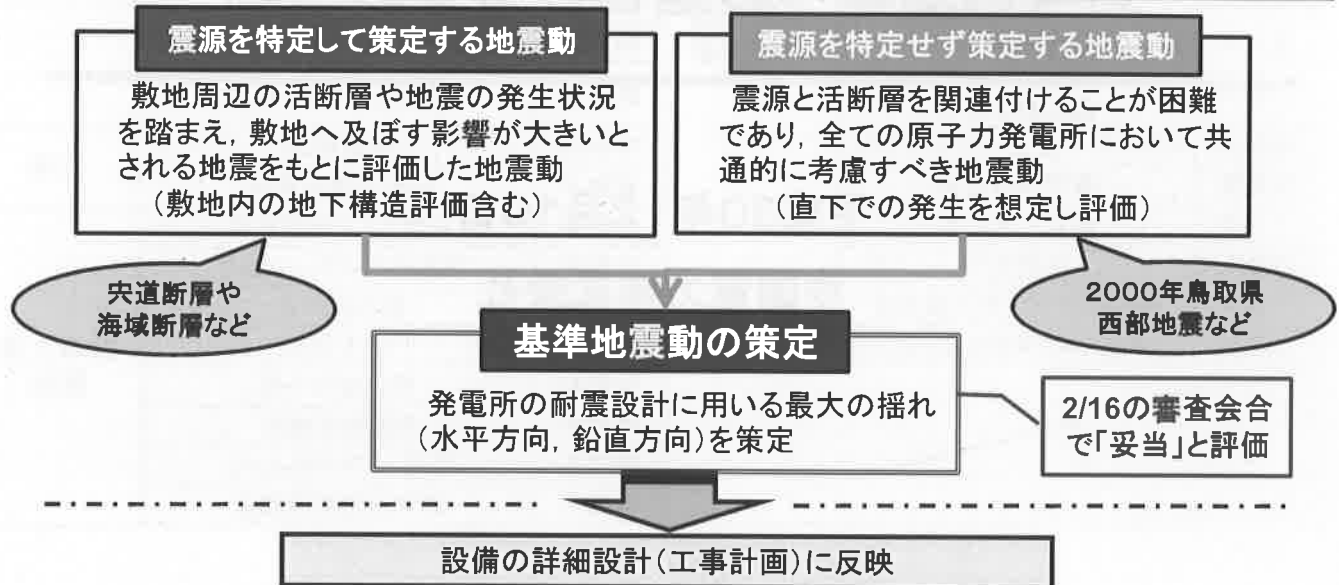 震源を特定して策定する地震動
敷地周辺の活断層や地震の発生状況
を踏まえ，敷地へ及ぼす影響が大きいと
される地震をもとに評価した地震動
（敷地内の地下構造評価含む）
震源を特定せず策定する地震動
震源と活断層を関連付けることが困難
であり，全ての原子力発電所において共
通的に考慮すべき地震動
（直下での発生を想定し評価）
宍道断層や
海域断層など
2000年鳥取県
西部地震など
基準地震動の策定
発電所の耐震設計に用いる最大の揺れ
（水平方向，鉛直方向）を策定
2/16の審査会合
で「妥当」と評価
設備の詳細設計（工事計画）に反映